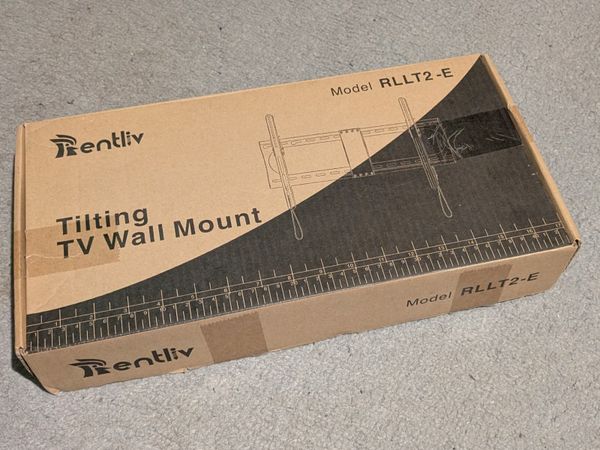 Model RLLT2-E
Rentliv
Tilting
TV Wall Mount
Model RLLT2-E
Rentliv